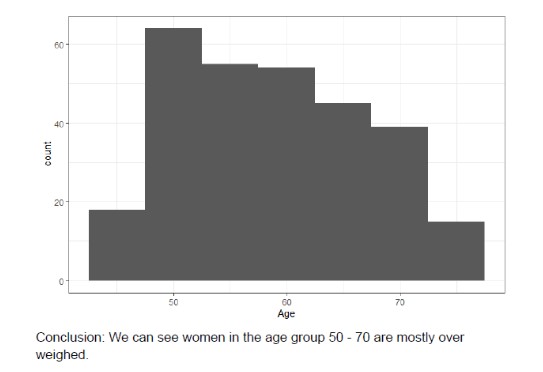 60
40
20
0
count
50 60 70
Age
Conclusion: We can see women in the age group 50 - 70 are mostly over
weighed.